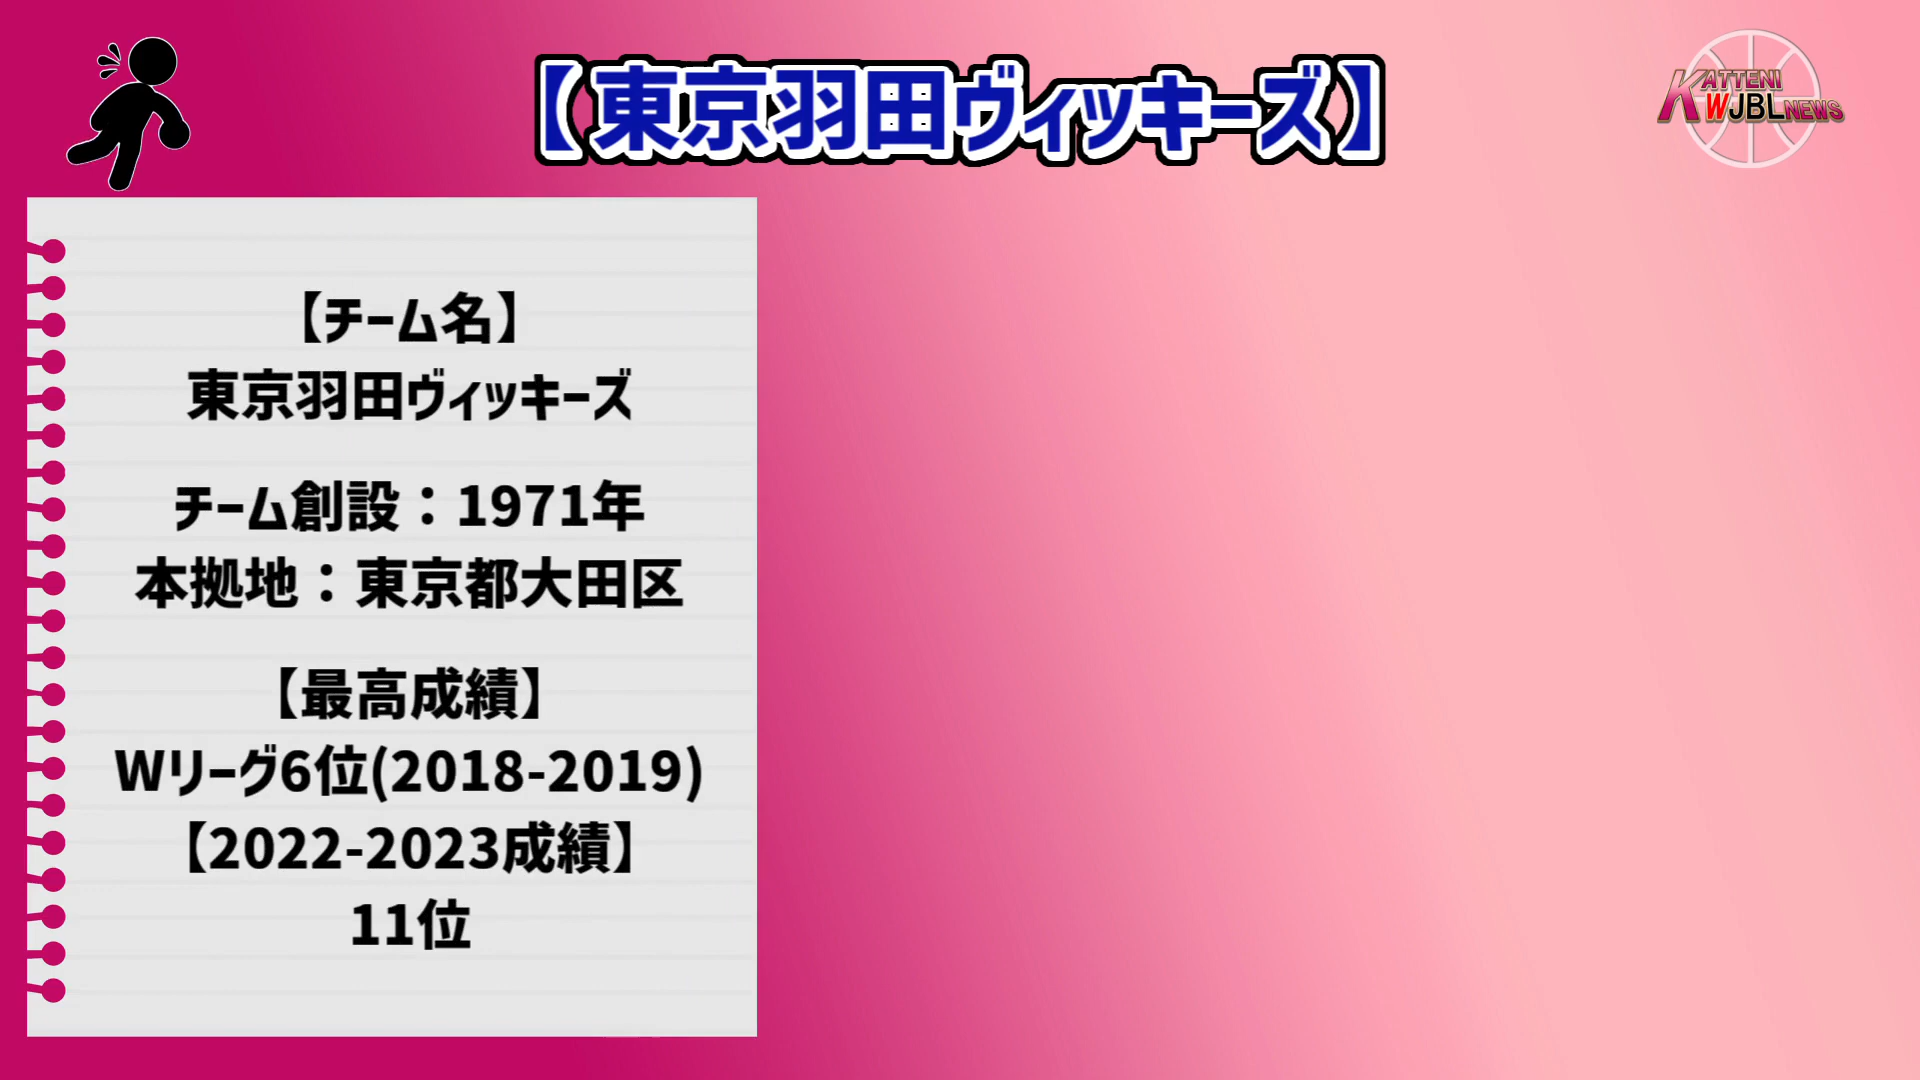 【東京羽田ヴィッキーズ】
KATTENI
WJBL NEWS
【チーム名】
東京羽田ヴィッキーズ
チーム創設：1971年
本拠地：東京都大田区
【最高成績】
Wリーグ6位(2018-2019)
【2022-2023成績】
11位